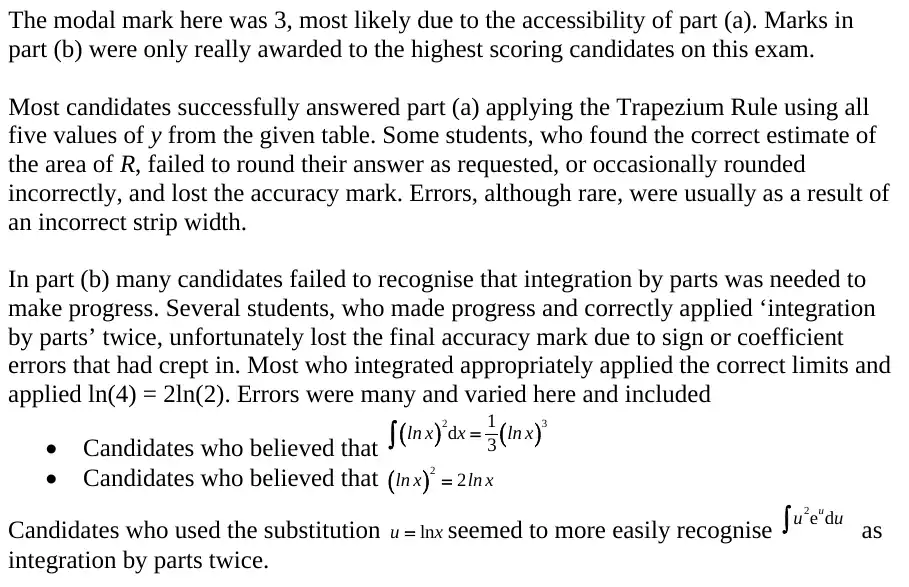 The modal mark here was 3, most likely due to the accessibility of part (a). Marks in
part (b) were only really awarded to the highest scoring candidates on this exam.
Most candidates successfully answered part (a) applying the Trapezium Rule using all
five values of y from the given table. Some students, who found the correct estimate of
the area of R, failed to round their answer as requested, or occasionally rounded
incorrectly, and lost the accuracy mark. Errors, although rare, were usually as a result of
an incorrect strip width.
In part (b) many candidates failed to recognise that integration by parts was needed to
make progress. Several students, who made progress and correctly applied ‘integration
by parts’ twice, unfortunately lost the final accuracy mark due to sign or coefficient
errors that had crept in. Most who integrated appropriately applied the correct limits and
applied ln(4) = 2ln(2). Errors were many and varied here and included
• Candidates who believed that ∫(ln x)²dx = 1/3(ln x)³
• Candidates who believed that (ln x)² = 2ln x
Candidates who used the substitution u = lnx seemed to more easily recognise ∫u²eᵘdu as
integration by parts twice.